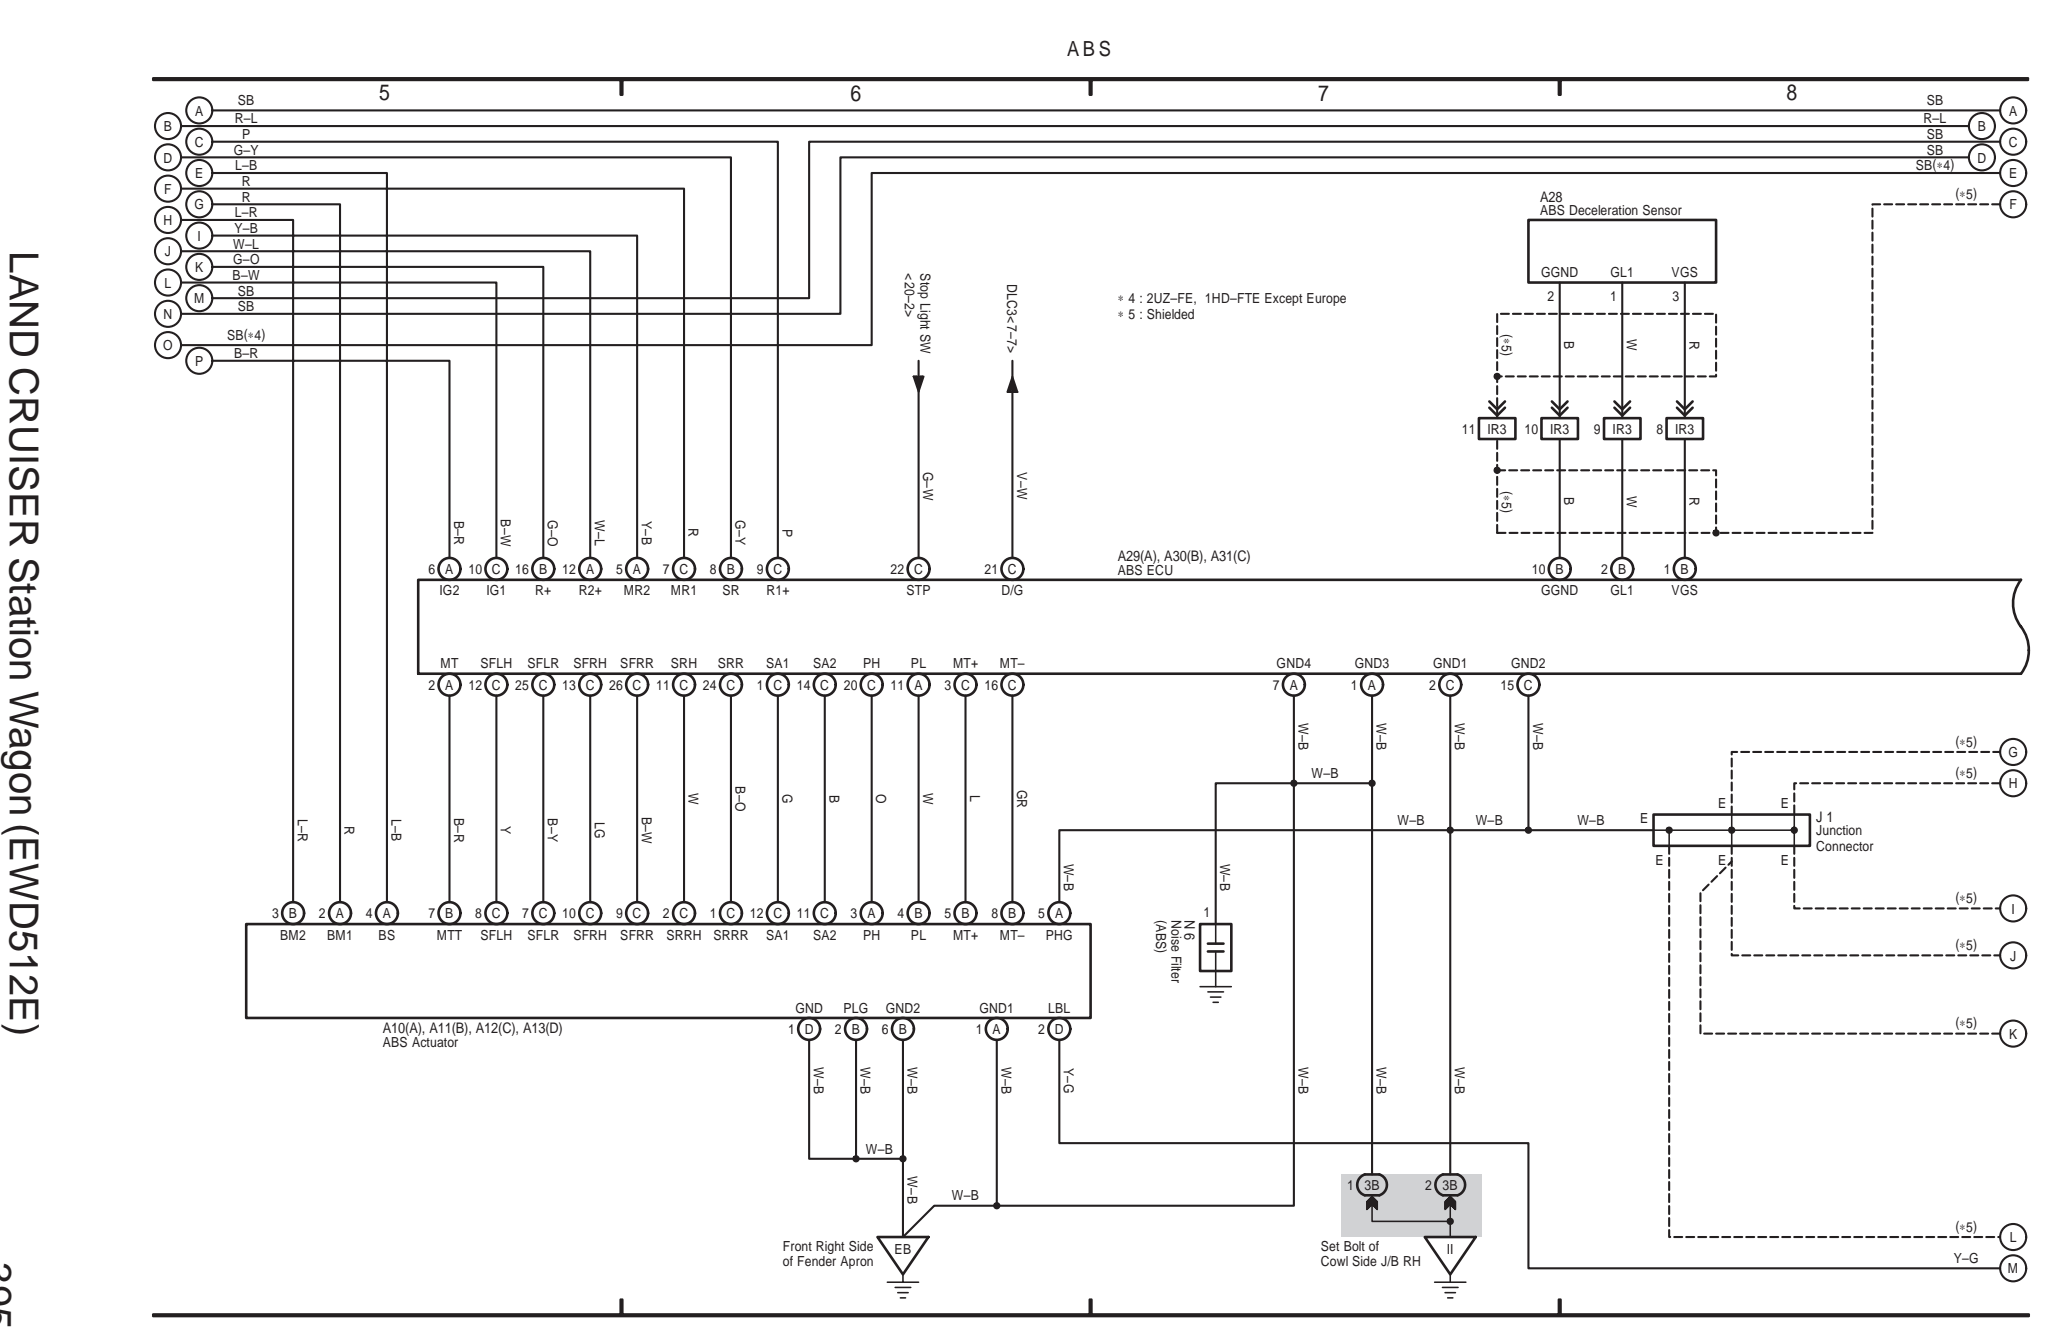 ABS
5 6 7 8
A SB SB A
B R–L R–L B
C P SB C
D G–Y SB D
E L–B SB(*4) E
F R (*5) F
G R
H L–R
I Y–B
J W–L
K G–O
L B–W
M SB
N SB
O SB(*4)
P B–R
Stop Light SW
<20–2>
DLC3<7–7>
* 4 : 2UZ–FE, 1HD–FTE Except Europe
* 5 : Shielded
A28
ABS Deceleration Sensor
GGND GL1 VGS
2 1 3
(*5) B W R
11 IR3 10 IR3 9 IR3 8 IR3
(*5) B W R
G–W V–W
B–R B–W G–O W–L Y–B R G–Y P
A29(A), A30(B), A31(C)
ABS ECU
6 A 10 C 16 B 12 A 5 A 7 C 8 B 9 C 22 C 21 C 10 B 2 B 1 B
IG2 IG1 R+ R2+ MR2 MR1 SR R1+ STP D/G GGND GL1 VGS
MT SFLH SFLR SFRH SFRR SRH SRR SA1 SA2 PH PL MT+ MT– GND4 GND3 GND1 GND2
2 A 12 C 25 C 13 C 26 C 11 C 24 C 1 C 14 C 20 C 11 A 3 C 16 C 7 A 1 A 2 C 15 C
W–B W–B W–B W–B
(*5) G
W–B (*5) H
L–R R L–B B–R Y B–Y LG B–W W B–O G B O W L GR
E E
W–B W–B W–B E
J 1
Junction
Connector
E E E
W–B W–B
(*5) I
3 B 2 A 4 A 7 B 8 C 7 C 10 C 9 C 2 C 1 C 12 C 11 C 3 A 4 B 5 B 8 B 5 A 1
BM2 BM1 BS MTT SFLH SFLR SFRH SFRR SRRH SRRR SA1 SA2 PH PL MT+ MT– PHG
N 6
Noise Filter
(ABS)
(*5) J
GND PLG GND2 GND1 LBL
A10(A), A11(B), A12(C), A13(D)
ABS Actuator
1 D 2 B 6 B 1 A 2 D
(*5) K
W–B W–B W–B W–B Y–G W–B W–B W–B
W–B
W–B W–B
1 3B 2 3B
Front Right Side
of Fender Apron
EB
Set Bolt of
Cowl Side J/B RH
II
(*5) L
Y–G M
LAND CRUISER Station Wagon (EWD512E)